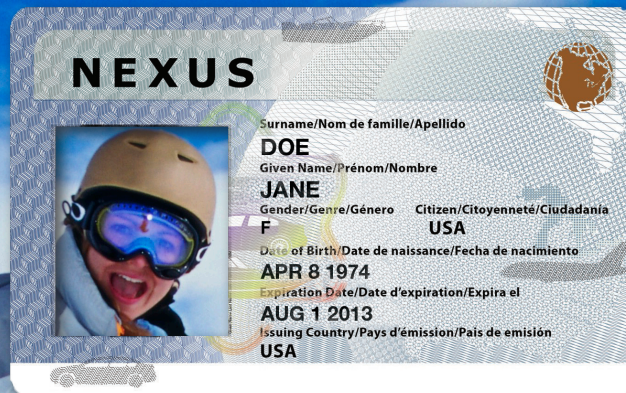 NEXUS
Surname/Nom de famille/Apellido
DOE
Given Name/Prénom/Nombre
JANE
Gender/Genre/Género Citizen/Citoyenneté/Ciudadanía
F USA
Date of Birth/Date de naissance/Fecha de nacimiento
APR 8 1974
Expiration Date/Date d'expiration/Expira el
AUG 1 2013
Issuing Country/Pays d'émission/Pais de emisión
USA